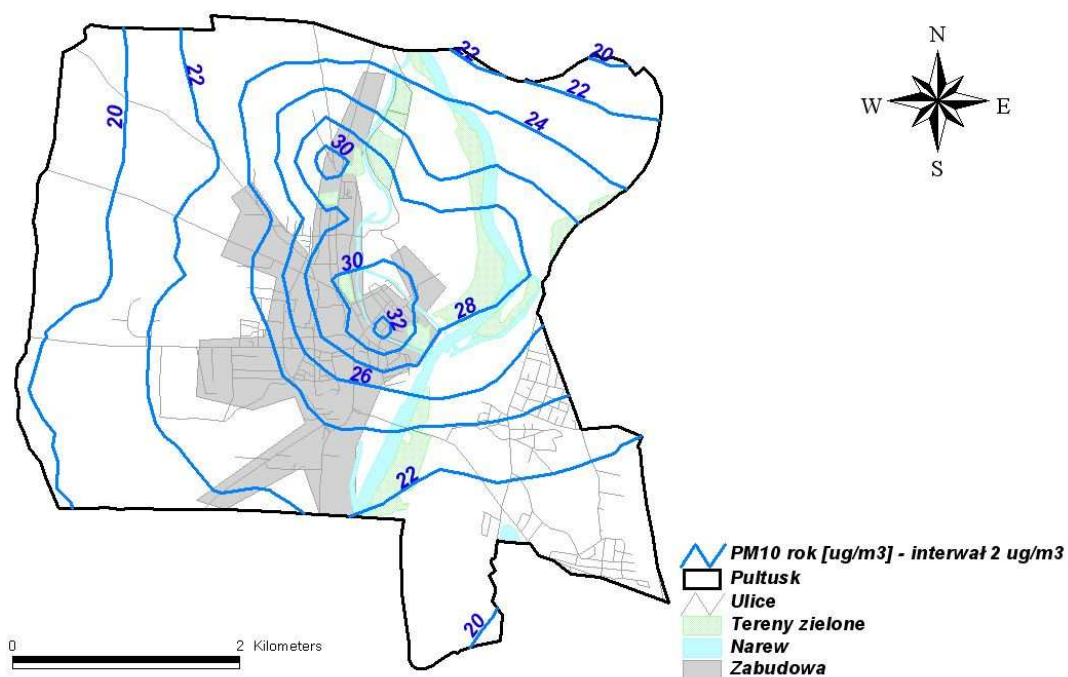 22
20
22
20
22
24
30
30
32
28
26
22
20
N
W
E
S
PM10 rok [ug/m3] - interwał 2 ug/m3
Pułtusk
Ulice
Tereny zielone
Narew
Zabudowa
0
2 Kilometers